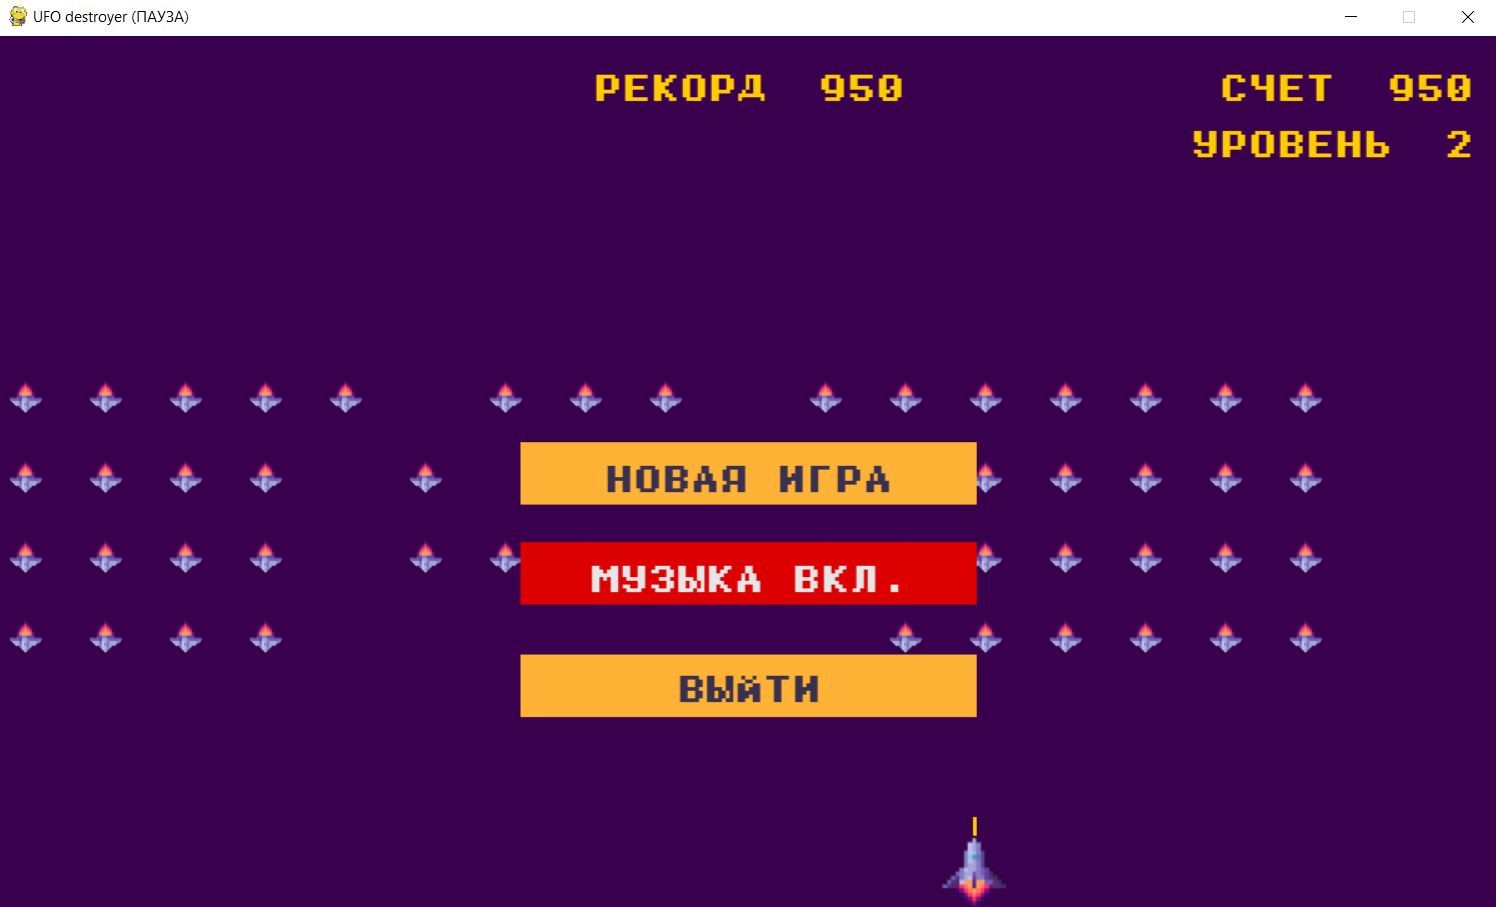 UFO destroyer (ПАУЗА)
РЕКОРД 950
СЧЕТ 950
УРОВЕНЬ 2
НОВАЯ ИГРА
МУЗЫКА ВКЛ.
ВЫйТИ